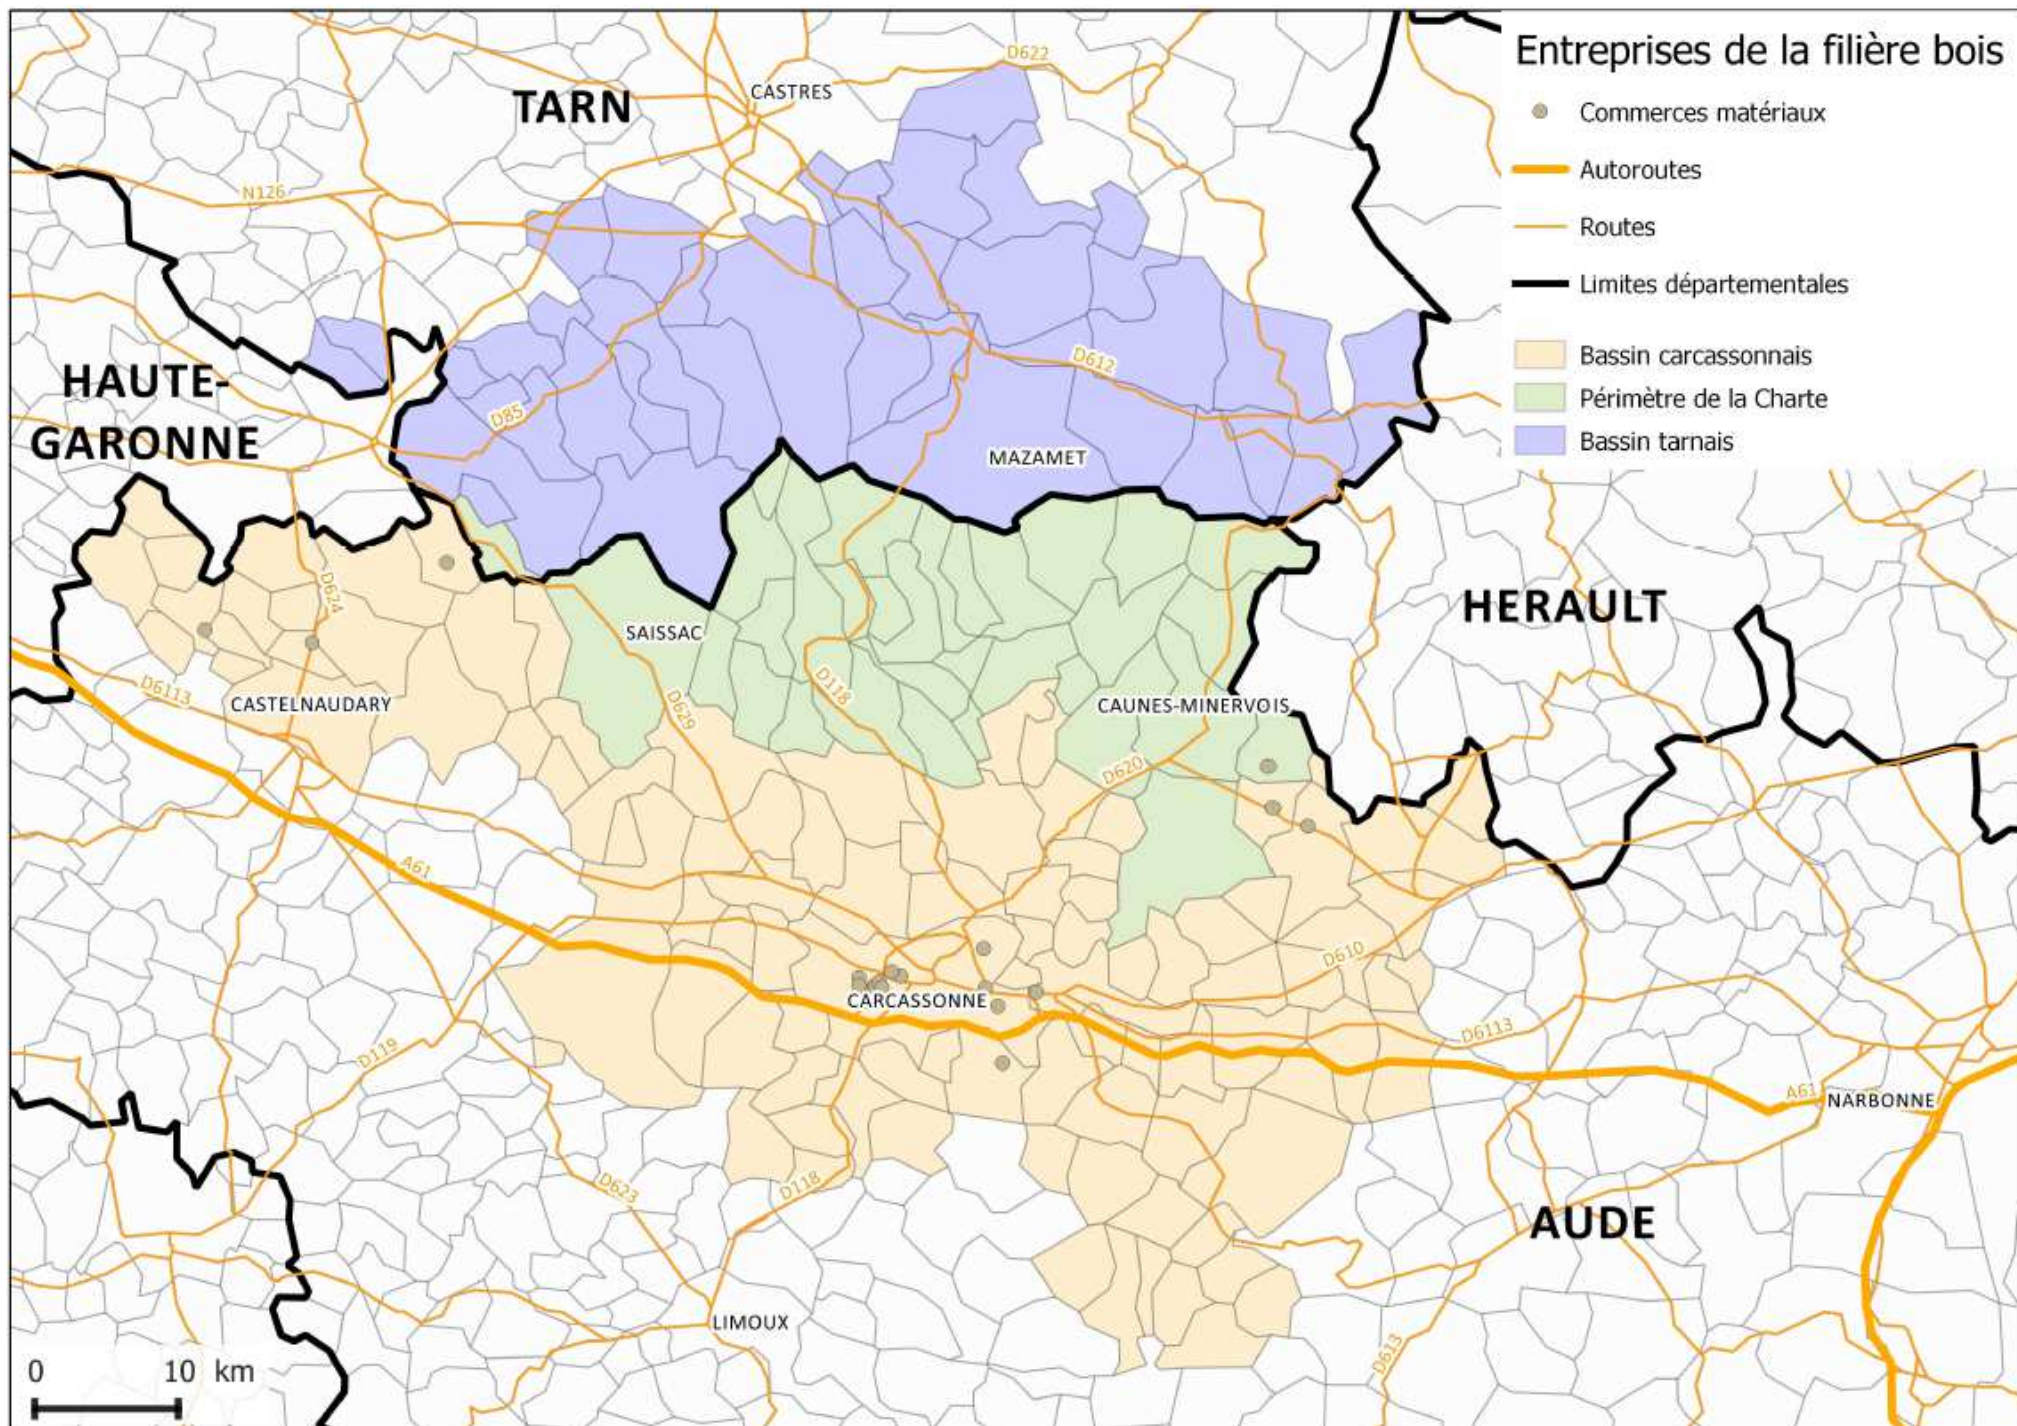 Entreprises de la filière bois
Commerces matériaux
Autoroutes
Routes
Limites départementales
Bassin carcassonnais
Périmètre de la Charte
Bassin tarnais
D622
CASTRES
TARN
N126
D612
HAUTE-
GARONNE
D85
MAZAMET
D624
HERAULT
SAISSAC
D6113
CASTELNAUDARY
D629
D118
CAUNES-MINERVOIS
D620
A61
D610
CARCASSONNE
D6113
D119
A61
NARBONNE
D623
D118
AUDE
LIMOUX
D613
0 10 km